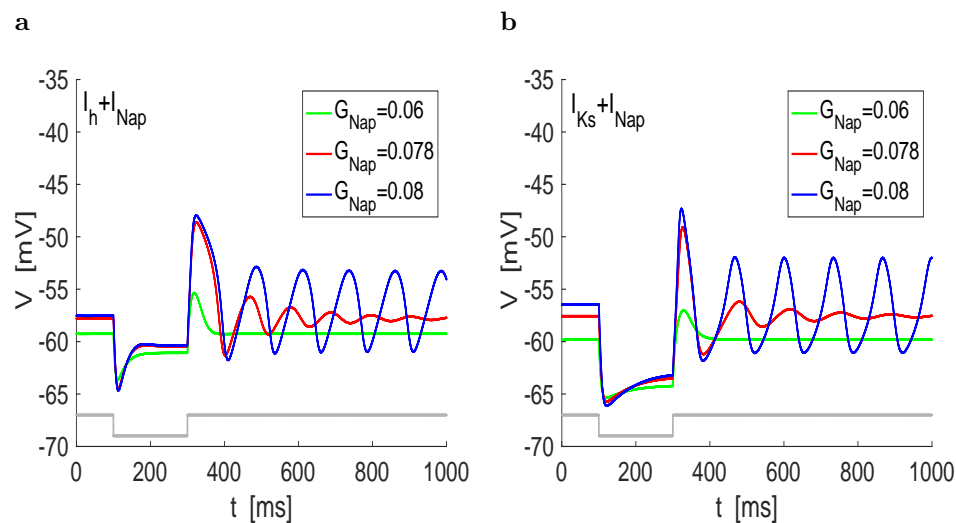 a
I_h+I_Nap
G_Nap=0.06
G_Nap=0.078
G_Nap=0.08
-35
-40
-45
-50
-55
-60
-65
-70
V [mV]
0 200 400 600 800 1000
t [ms]
b
I_Ks+I_Nap
G_Nap=0.06
G_Nap=0.078
G_Nap=0.08
-35
-40
-45
-50
-55
-60
-65
-70
V [mV]
0 200 400 600 800 1000
t [ms]